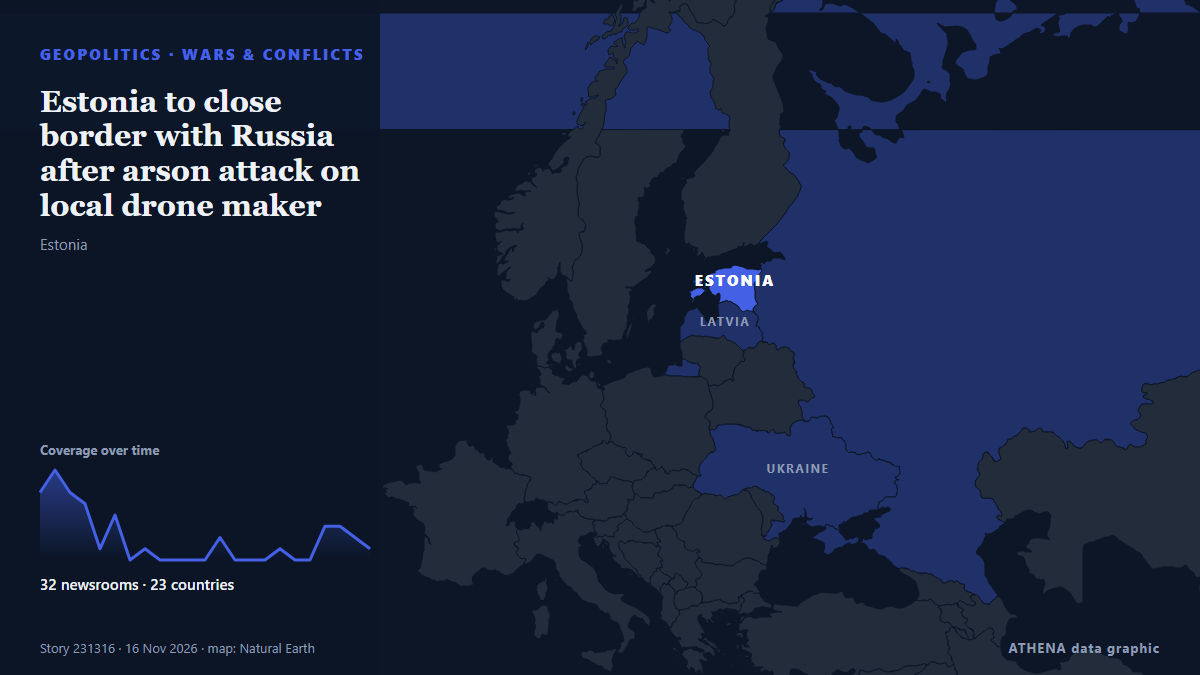 GEOPOLITICS · WARS & CONFLICTS
Estonia to close
border with Russia
after arson attack on
local drone maker
Estonia
ESTONIA
LATVIA
UKRAINE
Coverage over time
32 newsrooms · 23 countries
Story 231316 · 16 Nov 2026 · map: Natural Earth
ATHENA data graphic